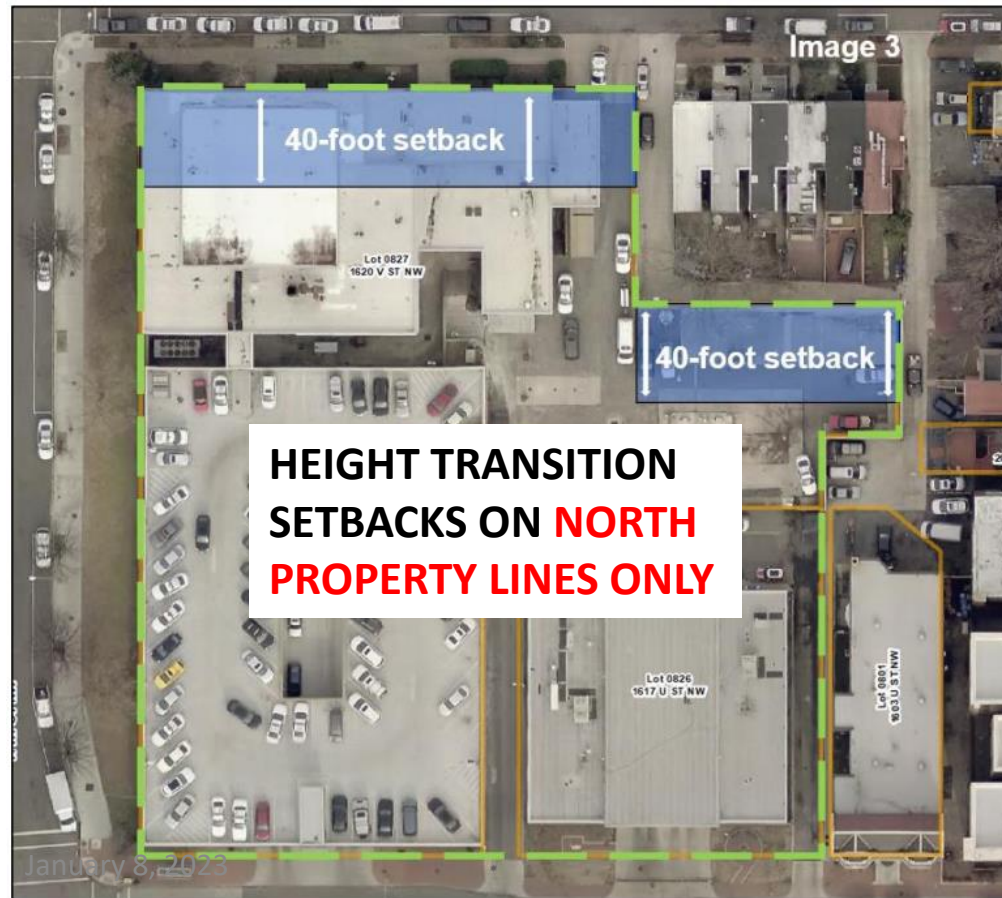 Image 3
40-foot setback
Lot 0827
1620 V ST NW
40-foot setback
HEIGHT TRANSITION
SETBACKS ON NORTH
PROPERTY LINES ONLY
Lot 0826
1617 U ST NW
Lot 0801
1603 U ST NW
January 8, 2023